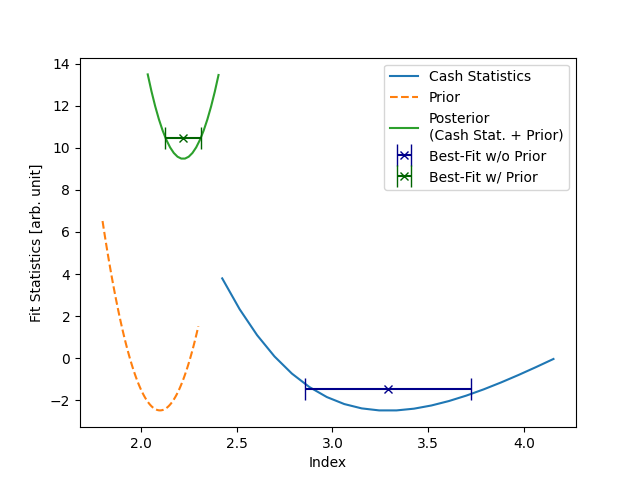 14
12
10
8
6
4
2
0
−2
Fit Statistics [arb. unit]
2.0
2.5
3.0
3.5
4.0
Index
Cash Statistics
Prior
Posterior
(Cash Stat. + Prior)
Best-Fit w/o Prior
Best-Fit w/ Prior